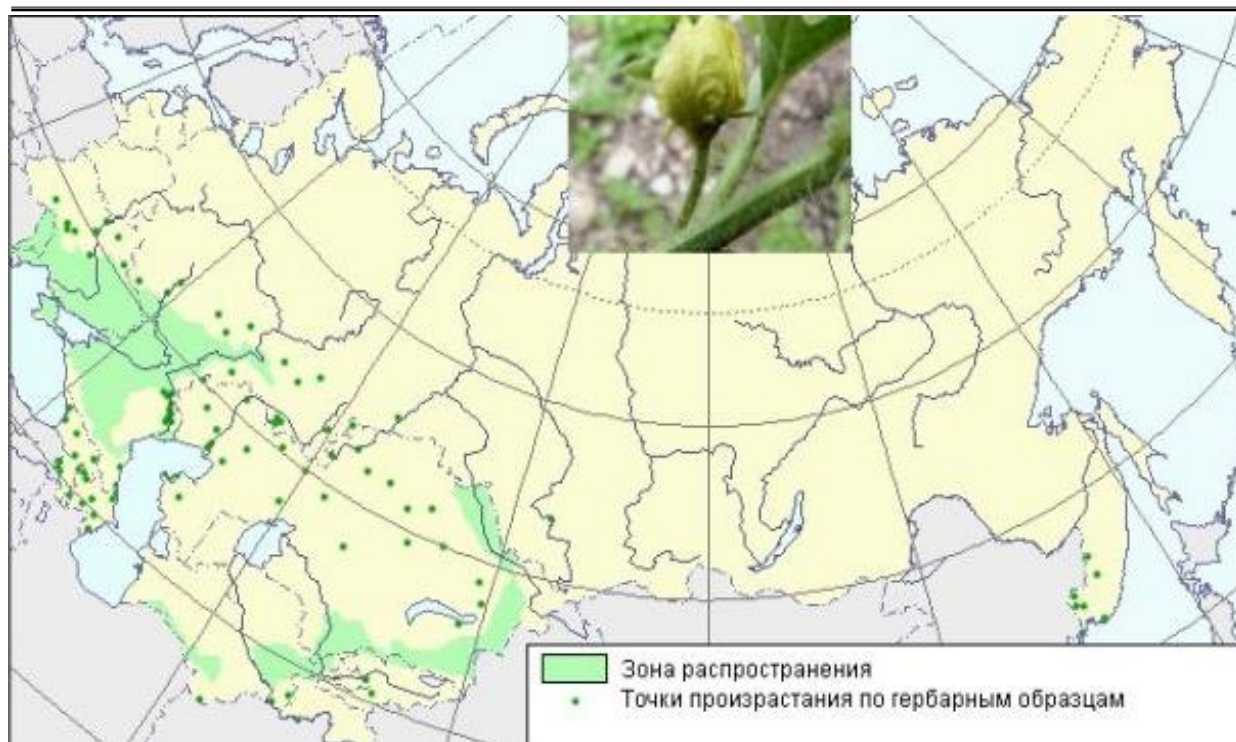 Зона распространения
Точки произрастания по гербарным образцам